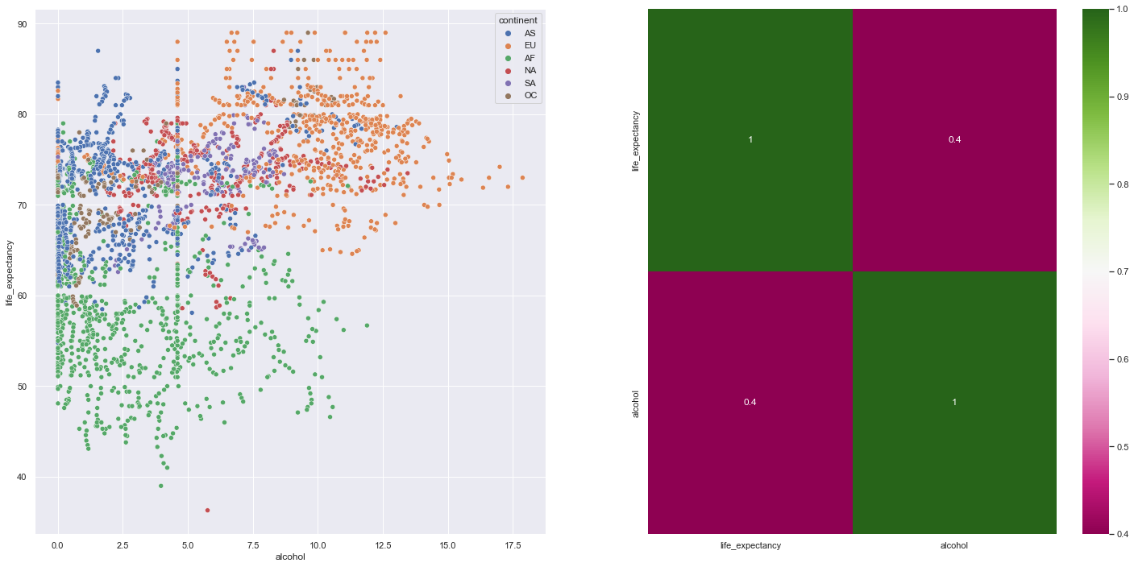 90
80
70
60
50
40
life_expectancy
0.0 2.5 5.0 7.5 10.0 12.5 15.0 17.5
alcohol
continent
AS
EU
AF
NA
SA
OC
life_expectancy
alcohol
1 0.4
0.4 1
life_expectancy alcohol
1.0
0.9
0.8
0.7
0.6
0.5
0.4